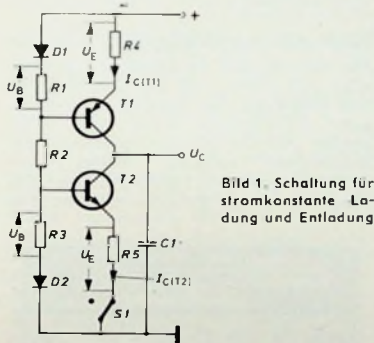 +
D1
U_E
R4
U_B
R1
I_C(T1)
T1
R2
U_C
T2
U_B
R3
U_E
R5
C1
I_C(T2)
D2
S1
Bild 1. Schaltung für
stromkonstante La-
dung und Entladung